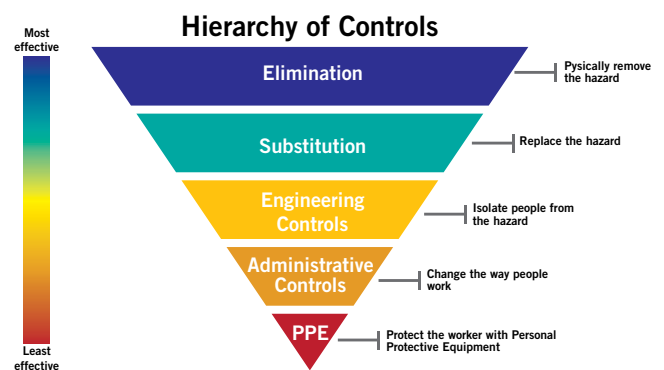 Hierarchy of Controls
Most
effective
Elimination
Pysically remove
the hazard
Substitution
Replace the hazard
Engineering
Controls
Isolate people from
the hazard
Administrative
Controls
Change the way people
work
PPE
Protect the worker with Personal
Protective Equipment
Least
effective